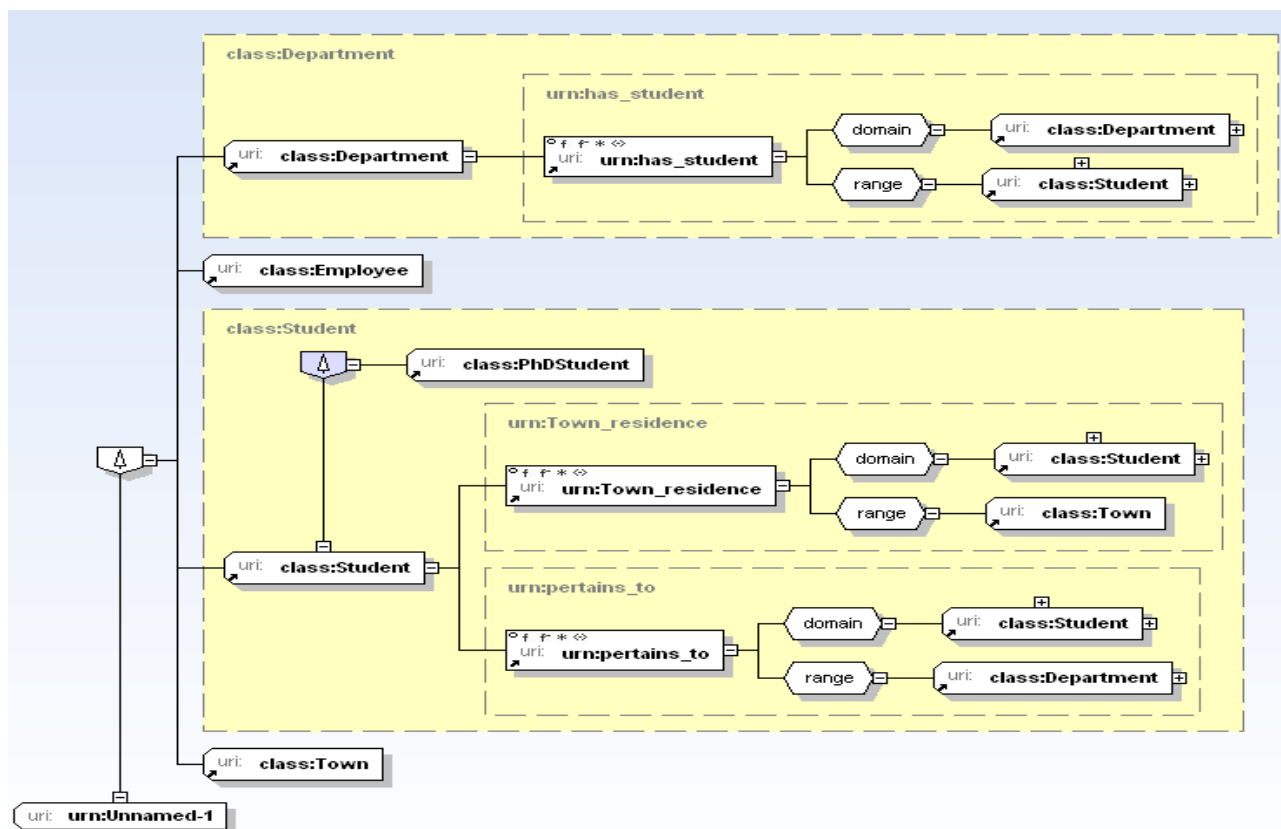 class:Department
urn:has_student
domain
uri: class:Department
uri: class:Department
uri: urn:has_student
range
uri: class:Student
uri: class:Employee
class:Student
uri: class:PhDStudent
urn:Town_residence
domain
uri: class:Student
uri: urn:Town_residence
range
uri: class:Town
uri: class:Student
urn:pertains_to
domain
uri: class:Student
uri: urn:pertains_to
range
uri: class:Department
uri: class:Town
uri: urn:Unnamed-1